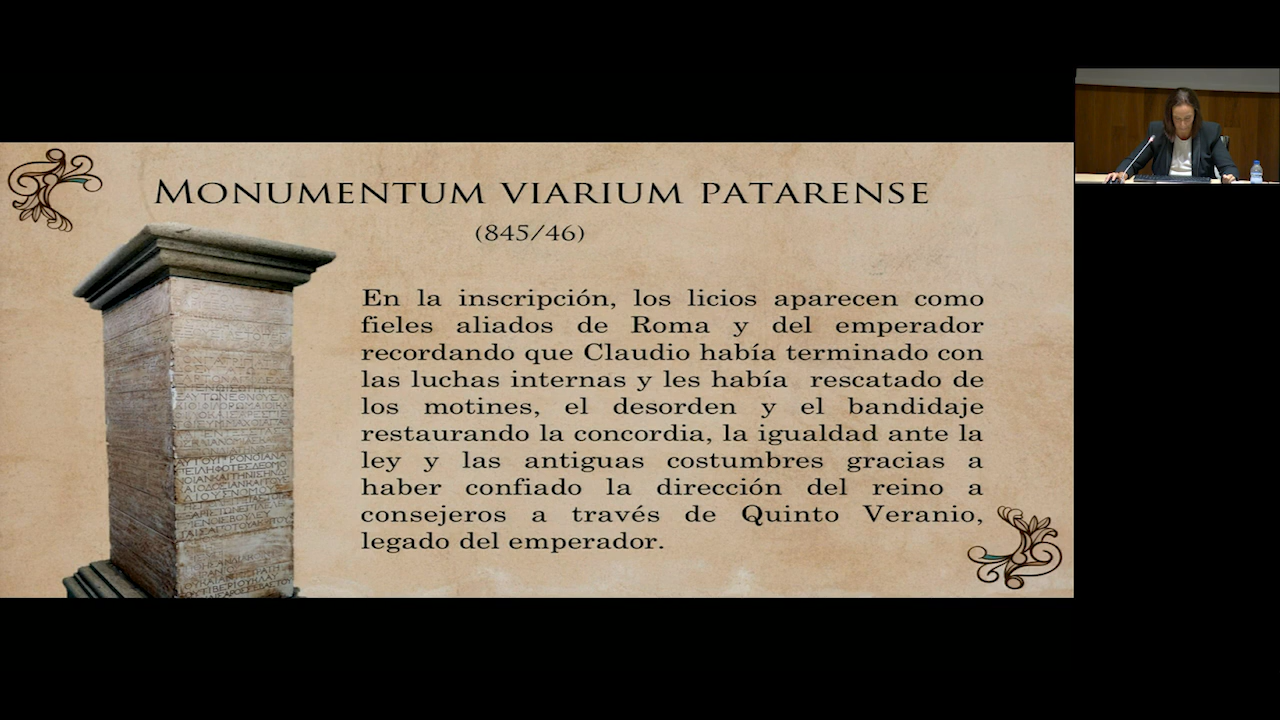 MONUMENTUM VIARIUM PATARENSE
(845/46)
En la inscripción, los licios aparecen como
fieles aliados de Roma y del emperador
recordando que Claudio había terminado con
las luchas internas y les había rescatado de
los motines, el desorden y el bandidaje
restaurando la concordia, la igualdad ante la
ley y las antiguas costumbres gracias a
haber confiado la dirección del reino a
consejeros a través de Quinto Veranio,
legado del emperador.